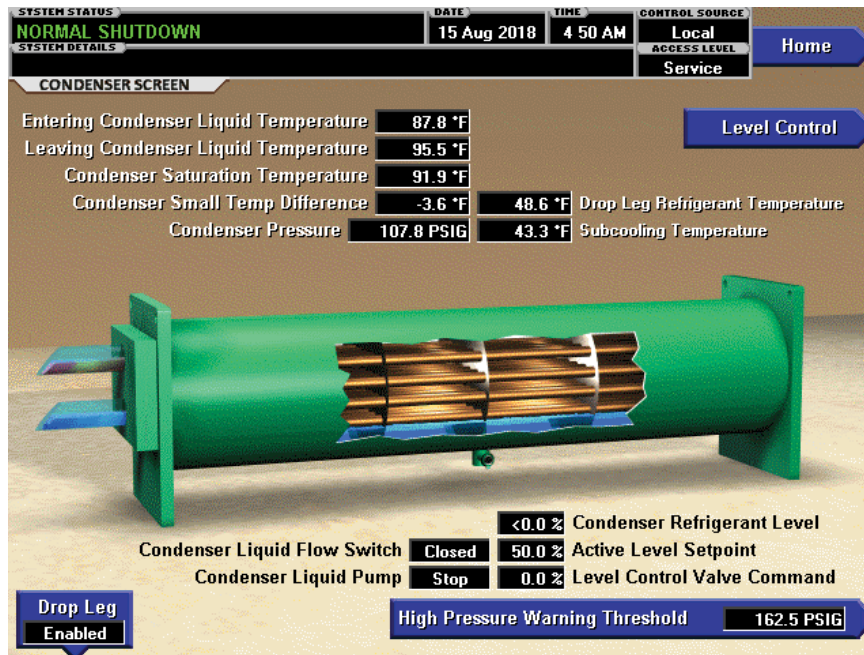 SYSTEM STATUS
NORMAL SHUTDOWN
SYSTEM DETAILS
DATE
15 Aug 2018
TIME
4 50 AM
CONTROL SOURCE
Local
ACCESS LEVEL
Service
Home
CONDENSER SCREEN
Level Control
Entering Condenser Liquid Temperature 87.8 °F
Leaving Condenser Liquid Temperature 95.5 °F
Condenser Saturation Temperature 91.9 °F
Condenser Small Temp Difference -3.6 °F 48.6 °F Drop Leg Refrigerant Temperature
Condenser Pressure 107.8 PSIG 43.3 °F Subcooling Temperature
<0.0 % Condenser Refrigerant Level
Condenser Liquid Flow Switch Closed 50.0 % Active Level Setpoint
Condenser Liquid Pump Stop 0.0 % Level Control Valve Command
Drop Leg
Enabled
High Pressure Warning Threshold 162.5 PSIG